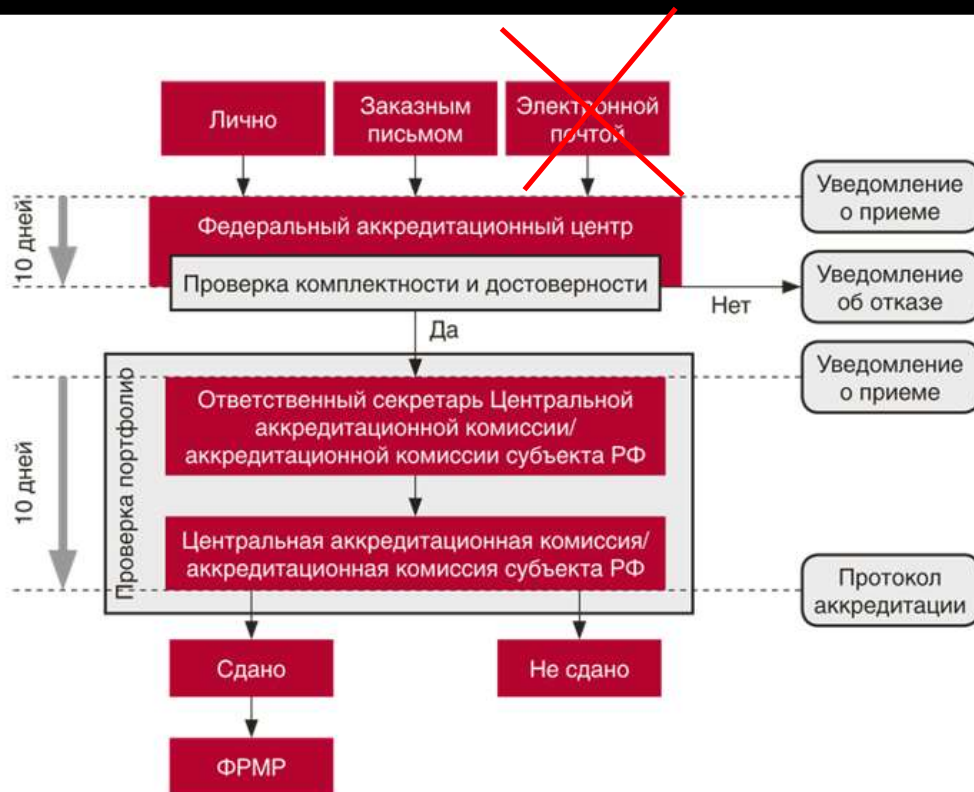 Лично
Заказным
письмом
Электронной
почтой
10 дней
Федеральный аккредитационный центр
Проверка комплектности и достоверности
Уведомление
о приеме
Нет
Уведомление
об отказе
Да
Уведомление
о приеме
10 дней
Проверка портфолио
Ответственный секретарь Центральной
аккредитационной комиссии/
аккредитационной комиссии субъекта РФ
Центральная аккредитационная комиссия/
аккредитационная комиссия субъекта РФ
Протокол
аккредитации
Сдано
Не сдано
ФРМР